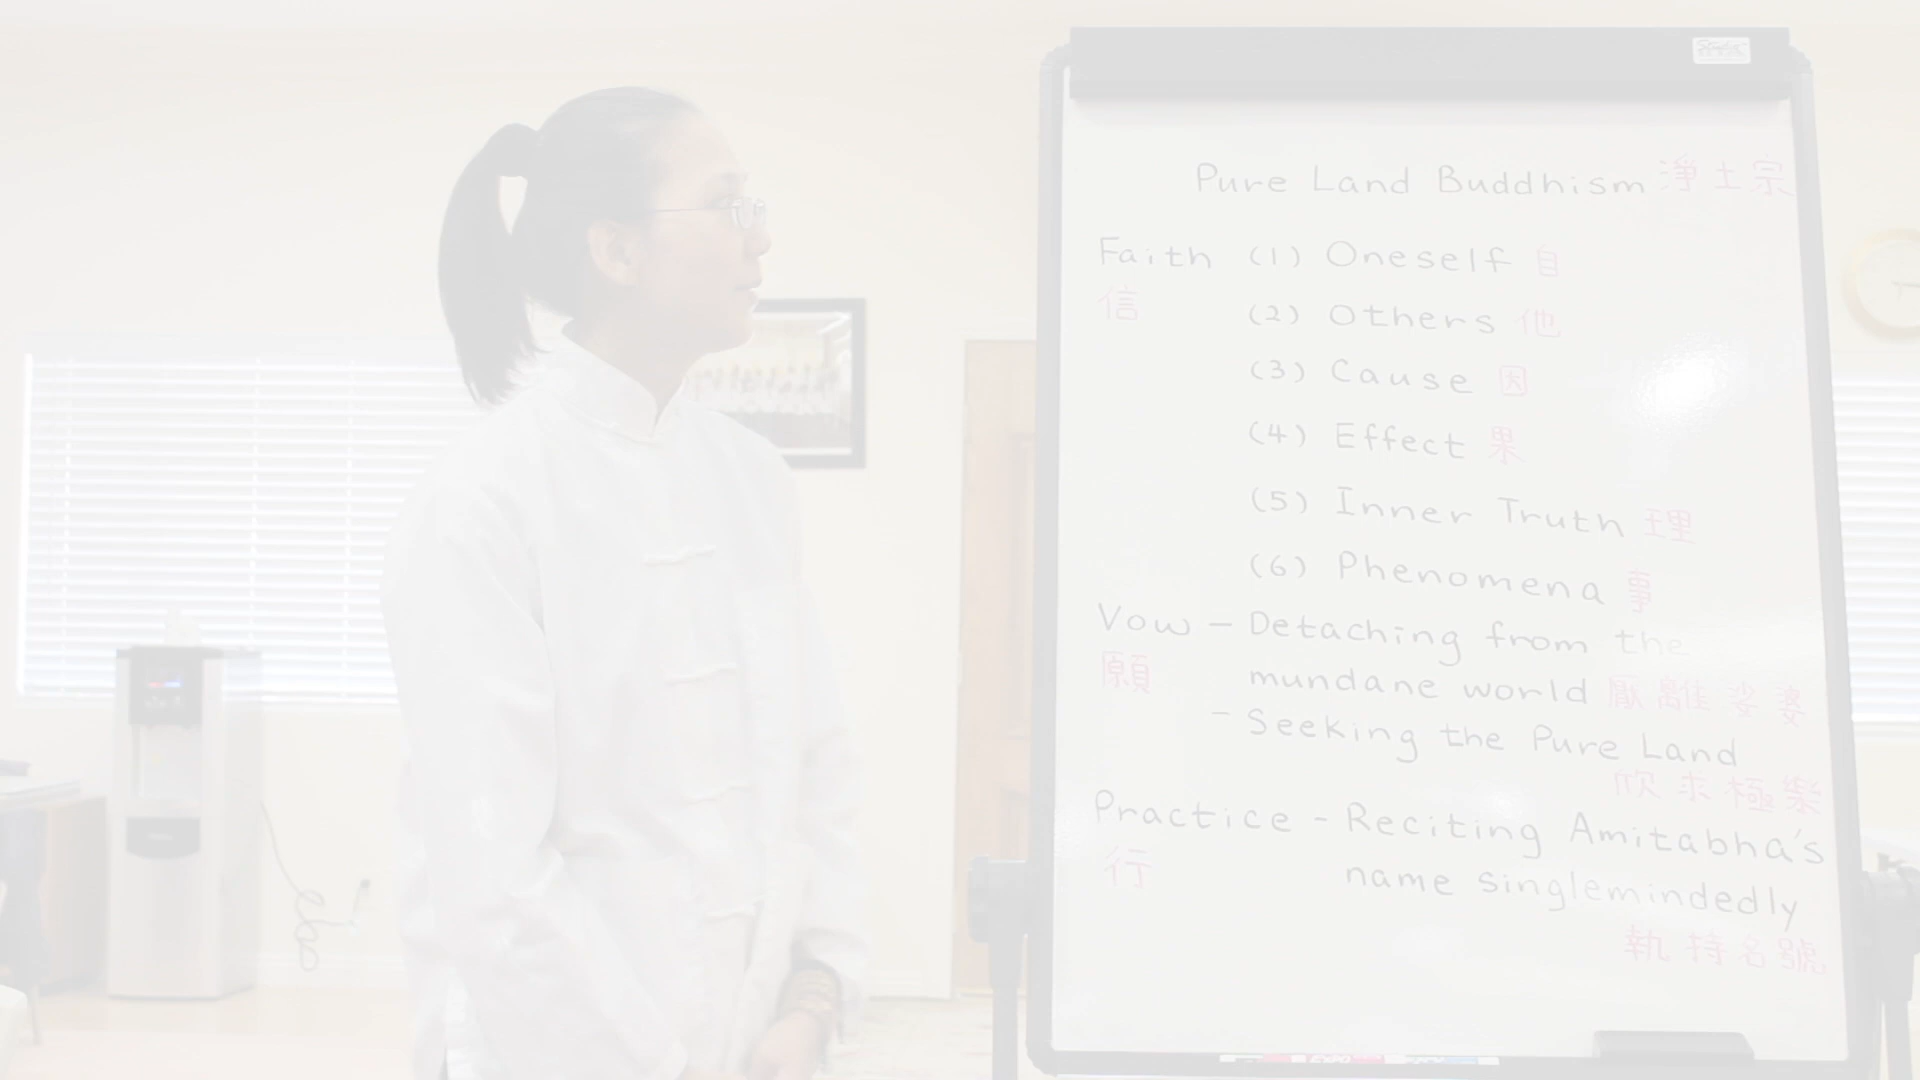 Pure Land Buddhism 淨土宗
Faith (1) Oneself 自
信
(2) Others 他
(3) Cause 因
(4) Effect 果
(5) Inner Truth 理
(6) Phenomena 事
Vow – Detaching from the
願
mundane world 厭離娑婆
- Seeking the Pure Land
欣求極樂
Practice - Reciting Amitabha's
行
name singlemindedly
執持名號
EXPO